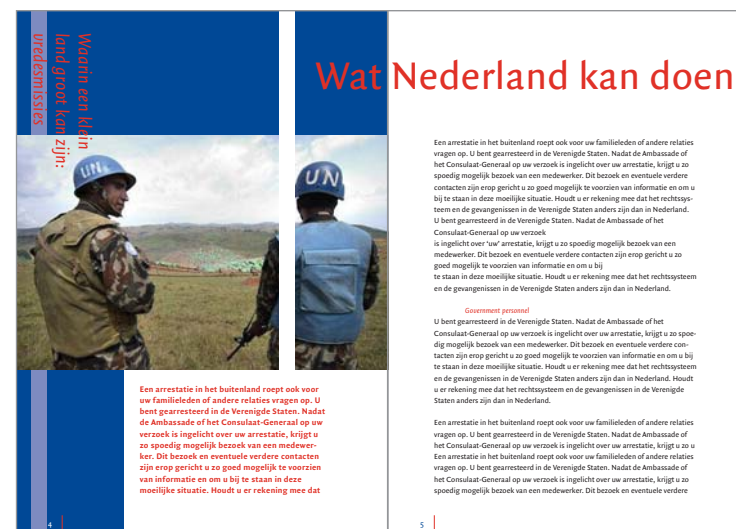 Waarin een klein
land groot kan zijn:
vredesmissies
Wat Nederland kan doen
UN
UN
Een arrestatie in het buitenland roept ook voor
uw familieleden of andere relaties vragen op. U
bent gearresteerd in de Verenigde Staten. Nadat
de Ambassade of het Consulaat-Generaal op uw
verzoek is ingelicht over uw arrestatie, krijgt u
zo spoedig mogelijk bezoek van een medewer-
ker. Dit bezoek en eventuele verdere contacten
zijn erop gericht u zo goed mogelijk te voorzien
van informatie en om u bij te staan in deze
moeilijke situatie. Houdt u er rekening mee dat
4
Een arrestatie in het buitenland roept ook voor uw familieleden of andere relaties
vragen op. U bent gearresteerd in de Verenigde Staten. Nadat de Ambassade of
het Consulaat-Generaal op uw verzoek is ingelicht over uw arrestatie, krijgt u zo
spoedig mogelijk bezoek van een medewerker. Dit bezoek en eventuele verdere
contacten zijn erop gericht u zo goed mogelijk te voorzien van informatie en om u
bij te staan in deze moeilijke situatie. Houdt u er rekening mee dat het rechtssys-
teem en de gevangenissen in de Verenigde Staten anders zijn dan in Nederland.
U bent gearresteerd in de Verenigde Staten. Nadat de Ambassade of het
Consulaat-Generaal op uw verzoek
is ingelicht over ‘uw’ arrestatie, krijgt u zo spoedig mogelijk bezoek van een
medewerker. Dit bezoek en eventuele verdere contacten zijn erop gericht u zo
goed mogelijk te voorzien van informatie en om u bij
te staan in deze moeilijke situatie. Houdt u er rekening mee dat het rechtssysteem
en de gevangenissen in de Verenigde Staten anders zijn dan in Nederland.
Government personnel
U bent gearresteerd in de Verenigde Staten. Nadat de Ambassade of het
Consulaat-Generaal op uw verzoek is ingelicht over uw arrestatie, krijgt u zo spoe-
dig mogelijk bezoek van een medewerker. Dit bezoek en eventuele verdere con-
tacten zijn erop gericht u zo goed mogelijk te voorzien van informatie en om u bij
te staan in deze moeilijke situatie. Houdt u er rekening mee dat het rechtssysteem
en de gevangenissen in de Verenigde Staten anders zijn dan in Nederland. Houdt
u er rekening mee dat het rechtssysteem en de gevangenissen in de Verenigde
Staten anders zijn dan in Nederland.
Een arrestatie in het buitenland roept ook voor uw familieleden of andere relaties
vragen op. U bent gearresteerd in de Verenigde Staten. Nadat de Ambassade of
het Consulaat-Generaal op uw verzoek is ingelicht over uw arrestatie, krijgt u zo u
Een arrestatie in het buitenland roept ook voor uw familieleden of andere relaties
vragen op. U bent gearresteerd in de Verenigde Staten. Nadat de Ambassade of
het Consulaat-Generaal op uw verzoek is ingelicht over uw arrestatie, krijgt u zo
spoedig mogelijk bezoek van een medewerker. Dit bezoek en eventuele verdere
5